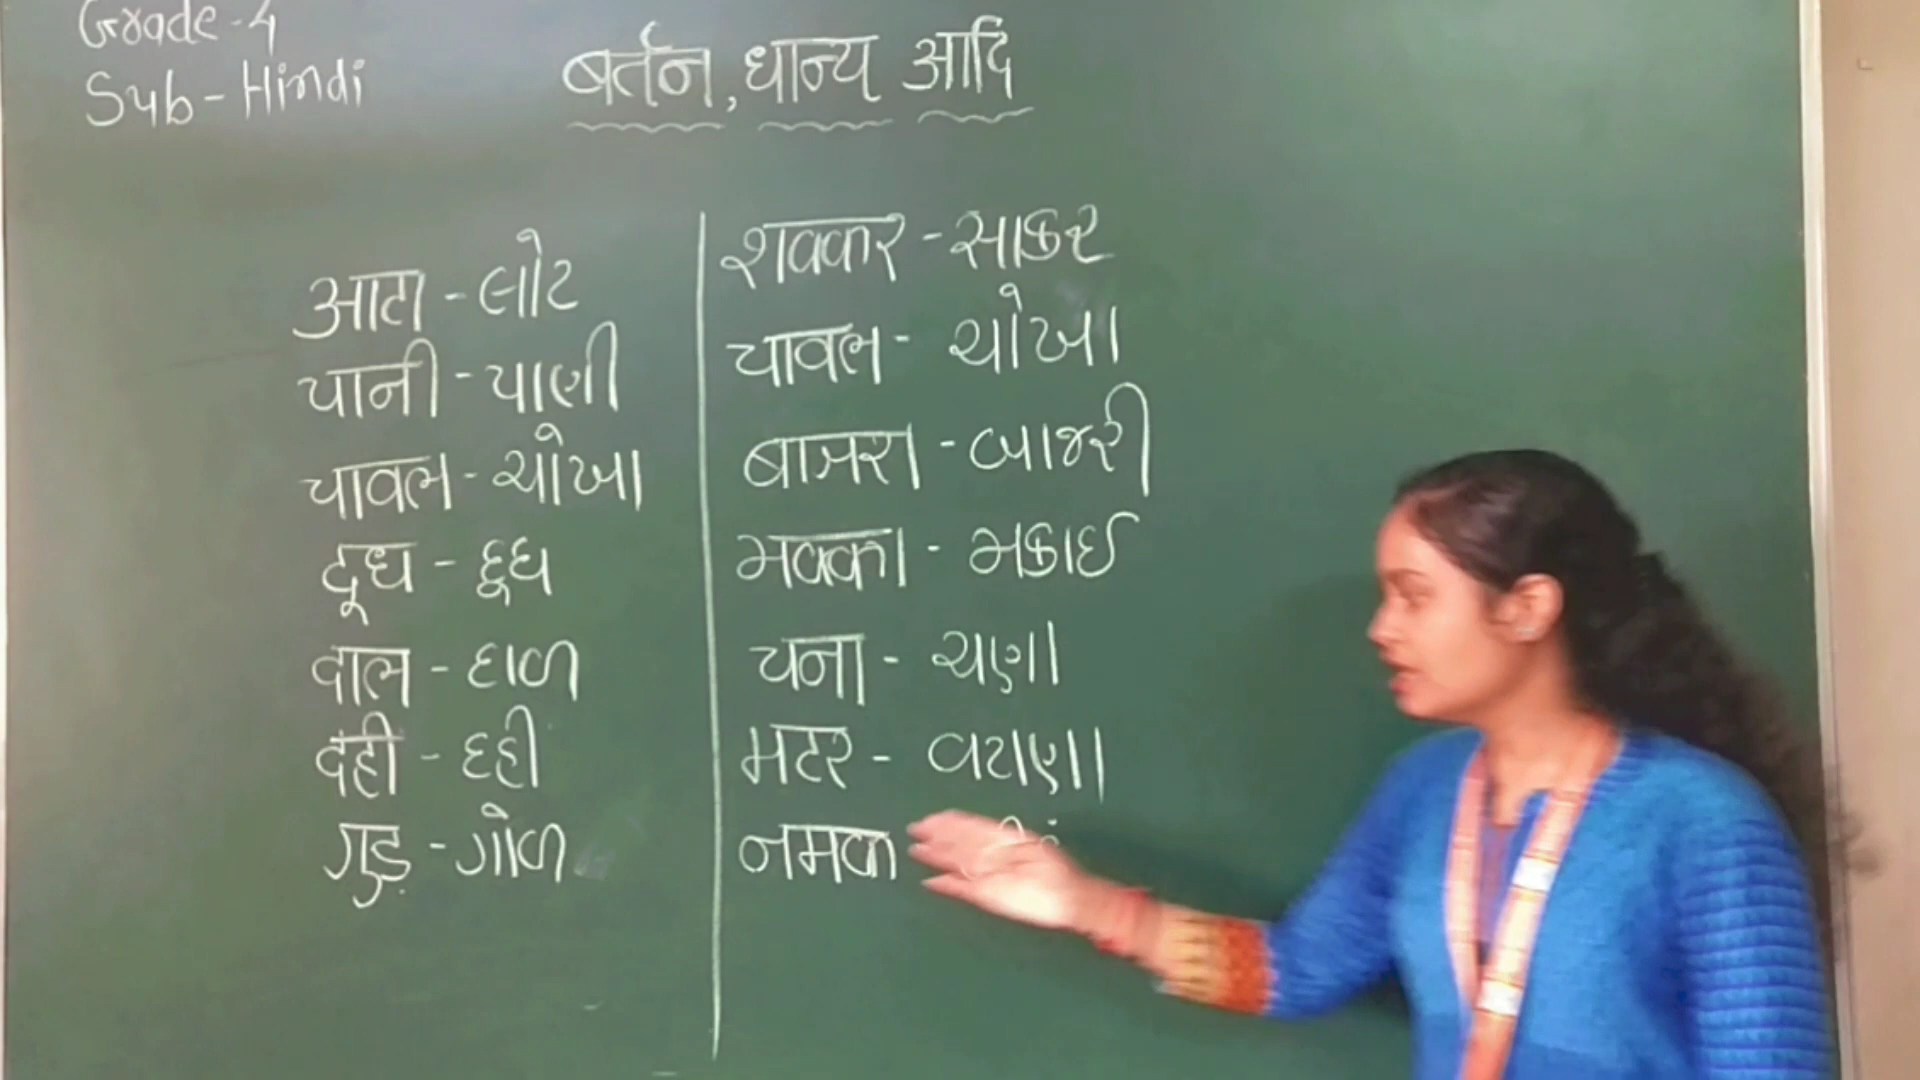 Grade - 4
Sub - Hindi
बर्तन, धान्य आदि
आटा - લોટ
पानी - પાણી
चावल - ચોખા
दूध - દૂધ
दाल - દાળ
दही - દહી
गुड़ - ગોળ
शक्कर - સાકર
चावल - ચોખા
बाजरा - બાજરી
मक्का - મકાઈ
चना - ચણા
मटर - વટાણા
नमक